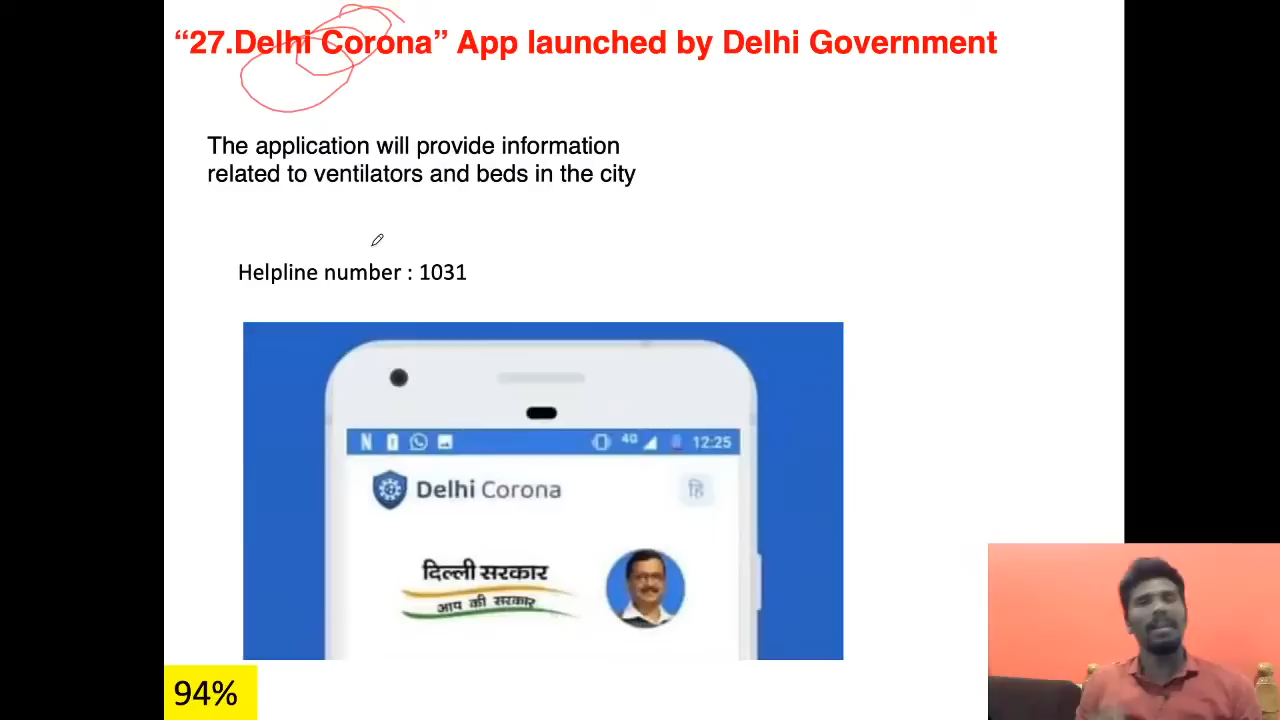 “27.Delhi Corona” App launched by Delhi Government
The application will provide information
related to ventilators and beds in the city
Helpline number : 1031
N 4G 12:25
Delhi Corona हि
दिल्ली सरकार
आप की सरकार
94%